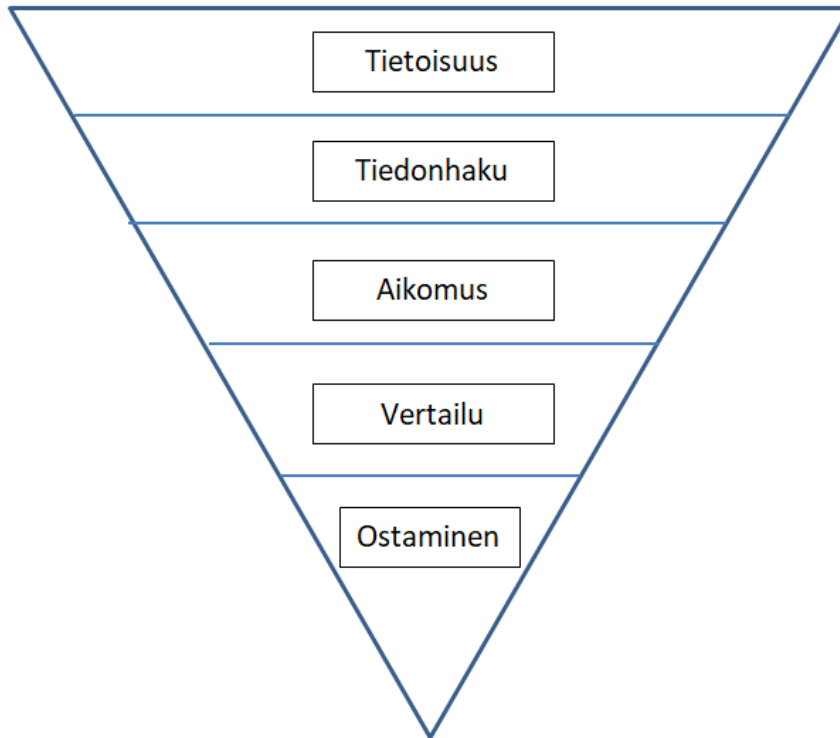 Tietoisuus
Tiedonhaku
Aikomus
Vertailu
Ostaminen